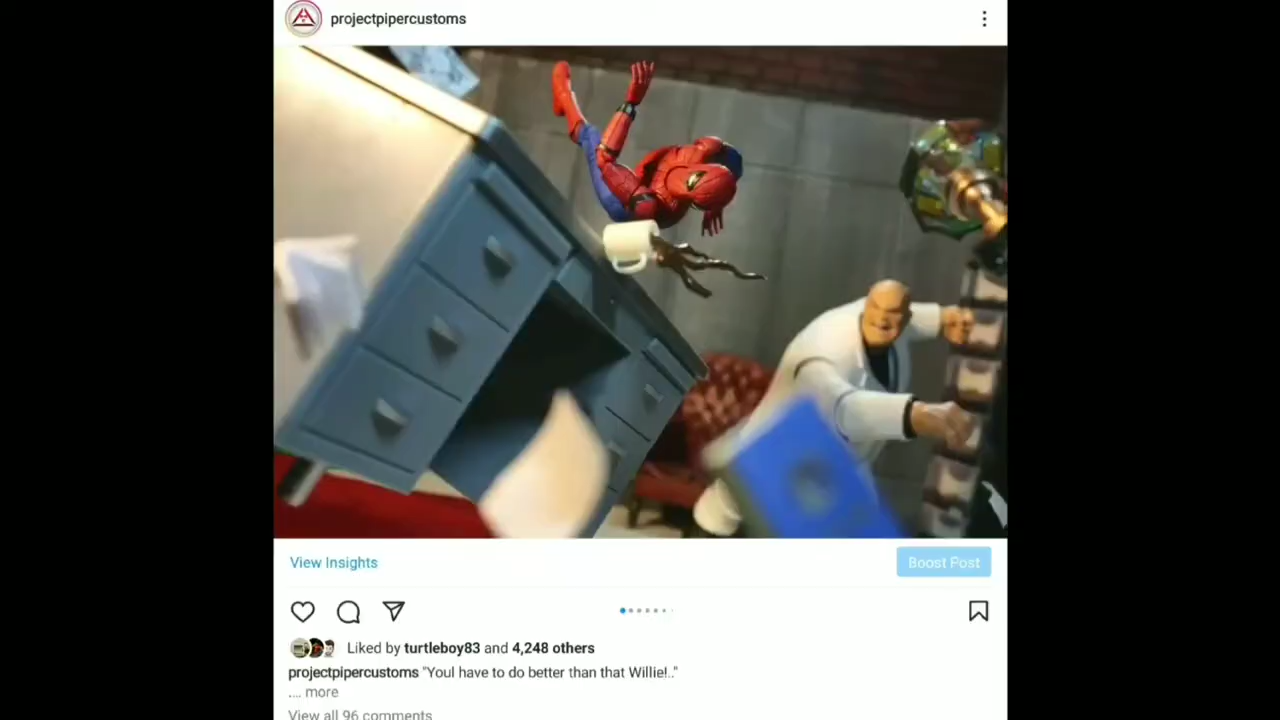 projectpipercustoms
View Insights
Boost Post
Liked by turtleboy83 and 4,248 others
projectpipercustoms "Youl have to do better than that Willie!.."
.... more
View all 96 comments